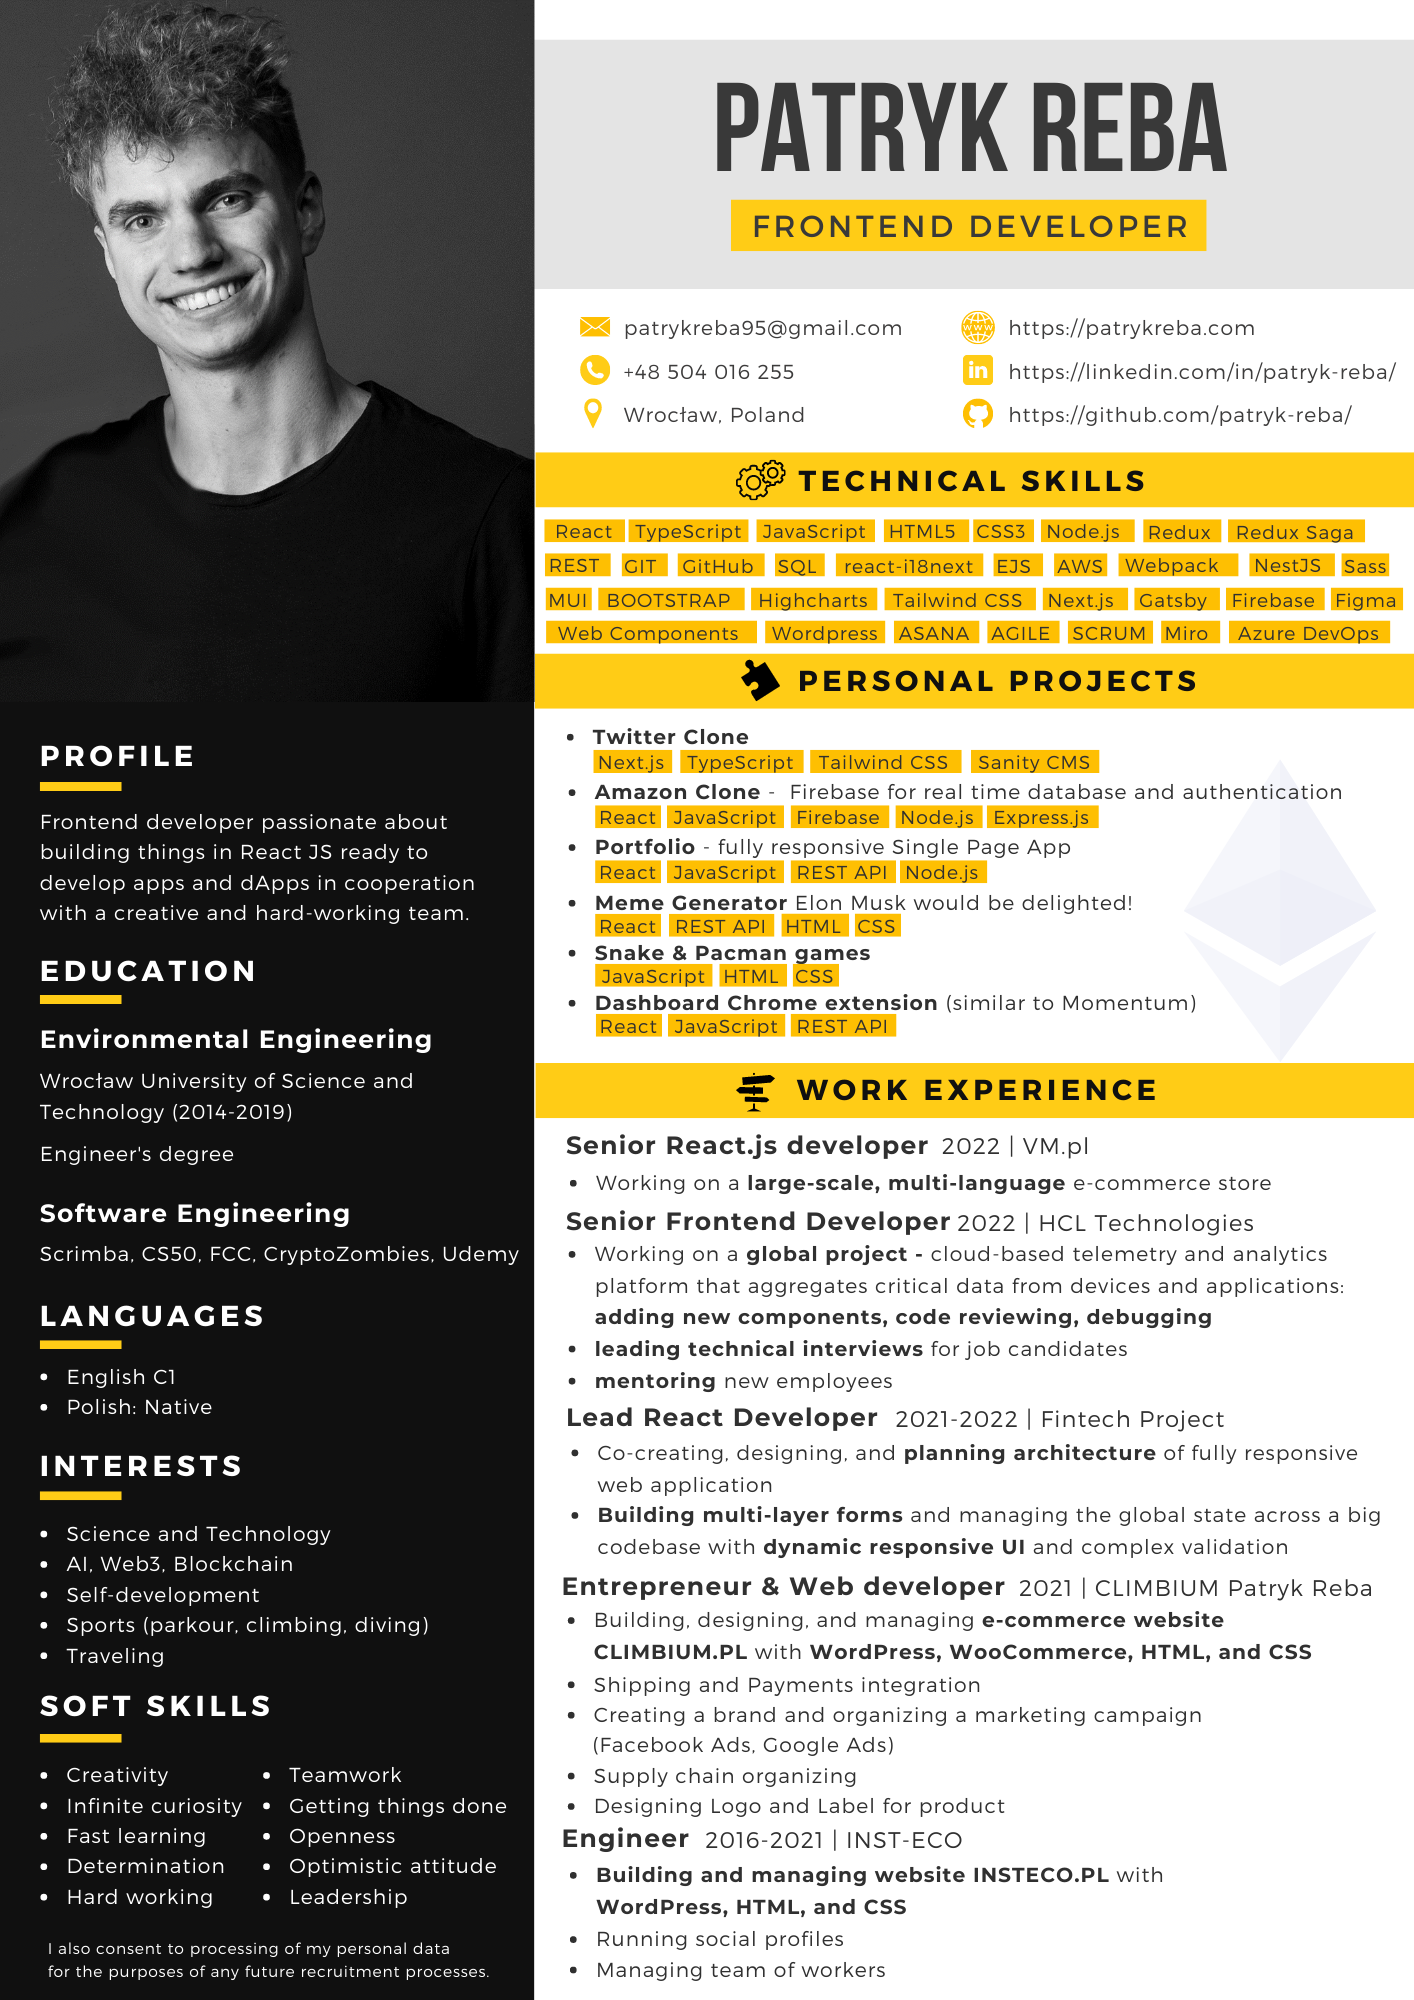 PATRYK REBA
FRONTEND DEVELOPER
patrykreba95@gmail.com
+48 504 016 255
Wrocław, Poland
https://patrykreba.com
https://linkedin.com/in/patryk-reba/
https://github.com/patryk-reba/
TECHNICAL SKILLS
React TypeScript JavaScript HTML5 CSS3 Node.js Redux Redux Saga
REST GIT GitHub SQL react-i18next EJS AWS Webpack NestJS Sass
MUI BOOTSTRAP Highcharts Tailwind CSS Next.js Gatsby Firebase Figma
Web Components Wordpress ASANA AGILE SCRUM Miro Azure DevOps
PERSONAL PROJECTS
• Twitter Clone
Next.js TypeScript Tailwind CSS Sanity CMS
• Amazon Clone - Firebase for real time database and authentication
React JavaScript Firebase Node.js Express.js
• Portfolio - fully responsive Single Page App
React JavaScript REST API Node.js
• Meme Generator Elon Musk would be delighted!
React REST API HTML CSS
• Snake & Pacman games
JavaScript HTML CSS
• Dashboard Chrome extension (similar to Momentum)
React JavaScript REST API
WORK EXPERIENCE
Senior React.js developer 2022 | VM.pl
• Working on a large-scale, multi-language e-commerce store
Senior Frontend Developer 2022 | HCL Technologies
• Working on a global project - cloud-based telemetry and analytics
platform that aggregates critical data from devices and applications:
adding new components, code reviewing, debugging
• leading technical interviews for job candidates
• mentoring new employees
Lead React Developer 2021-2022 | Fintech Project
• Co-creating, designing, and planning architecture of fully responsive
web application
• Building multi-layer forms and managing the global state across a big
codebase with dynamic responsive UI and complex validation
Entrepreneur & Web developer 2021 | CLIMBIUM Patryk Reba
• Building, designing, and managing e-commerce website
CLIMBIUM.PL with WordPress, WooCommerce, HTML, and CSS
• Shipping and Payments integration
• Creating a brand and organizing a marketing campaign
(Facebook Ads, Google Ads)
• Supply chain organizing
• Designing Logo and Label for product
Engineer 2016-2021 | INST-ECO
• Building and managing website INSTECO.PL with
WordPress, HTML, and CSS
• Running social profiles
• Managing team of workers
PROFILE
Frontend developer passionate about
building things in React JS ready to
develop apps and dApps in cooperation
with a creative and hard-working team.
EDUCATION
Environmental Engineering
Wrocław University of Science and
Technology (2014-2019)
Engineer's degree
Software Engineering
Scrimba, CS50, FCC, CryptoZombies, Udemy
LANGUAGES
• English C1
• Polish: Native
INTERESTS
• Science and Technology
• AI, Web3, Blockchain
• Self-development
• Sports (parkour, climbing, diving)
• Traveling
SOFT SKILLS
• Creativity
• Infinite curiosity
• Fast learning
• Determination
• Hard working
• Teamwork
• Getting things done
• Openness
• Optimistic attitude
• Leadership
I also consent to processing of my personal data
for the purposes of any future recruitment processes.